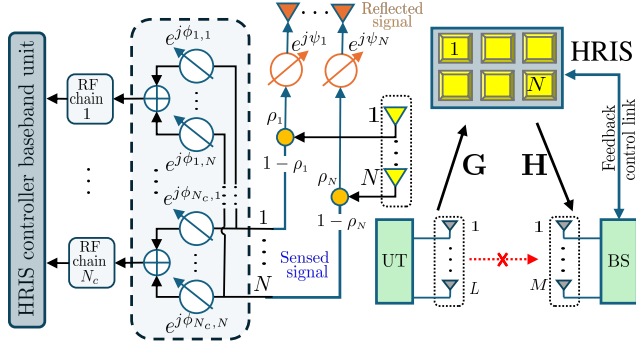 HRIS controller baseband unit
RF
chain
1
RF
chain
N_c
e^{jϕ_{1,1}}
e^{jϕ_{1,N}}
e^{jϕ_{N_c,1}}
e^{jϕ_{N_c,N}}
Reflected
signal
e^{jψ_1}
e^{jψ_N}
ρ_1
1 − ρ_1
ρ_N
1 − ρ_N
1
N
1
N
Sensed
signal
1
N
HRIS
Feedback
control link
G
H
UT
1
L
1
M
BS